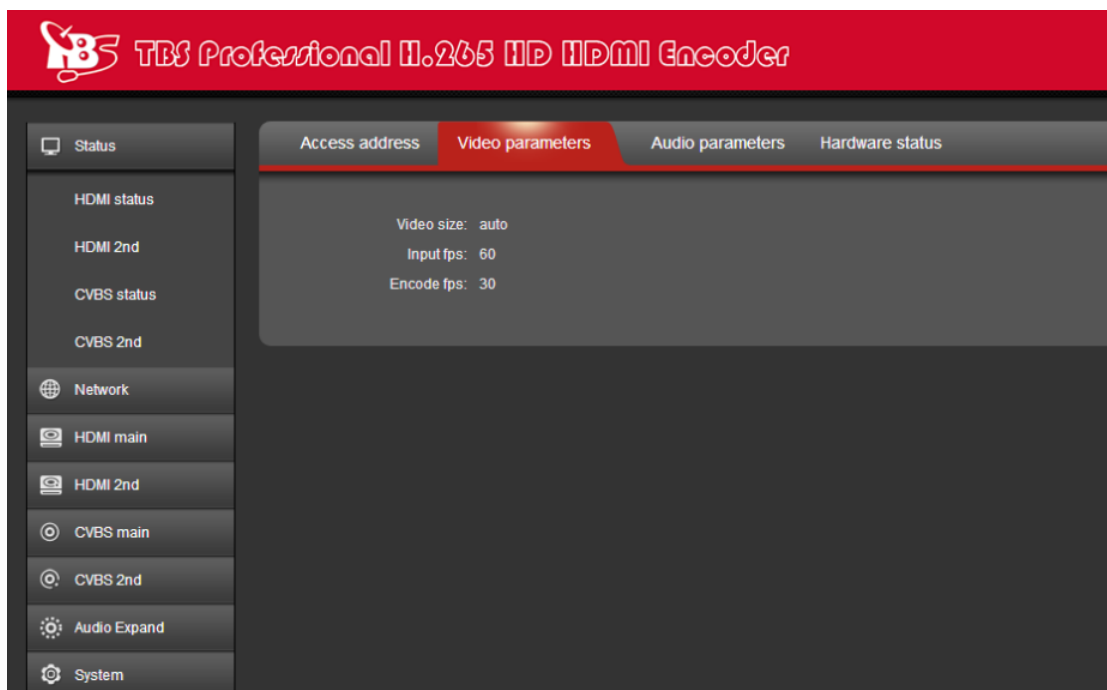 TBS TBS Professional H.265 HD HDMI Encoder
Status
HDMI status
HDMI 2nd
CVBS status
CVBS 2nd
Network
HDMI main
HDMI 2nd
CVBS main
CVBS 2nd
Audio Expand
System
Access address Video parameters Audio parameters Hardware status
Video size: auto
Input fps: 60
Encode fps: 30